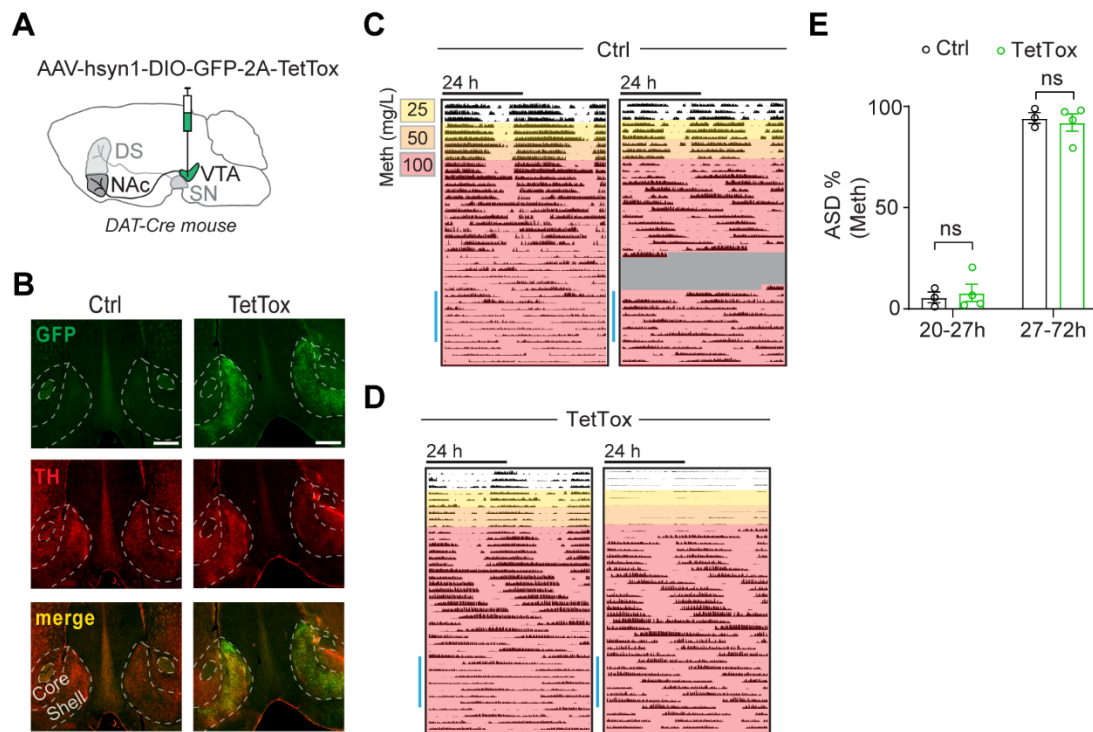 A
AAV-hsyn1-DIO-GFP-2A-TetTox
DS
NAc
VTA
SN
DAT-Cre mouse
B
Ctrl
TetTox
GFP
TH
merge
Core
Shell
C
Ctrl
24 h
24 h
Meth (mg/L)
25
50
100
D
TetTox
24 h
24 h
E
Ctrl
TetTox
ns
ns
ASD %
(Meth)
100
50
0
20-27h
27-72h